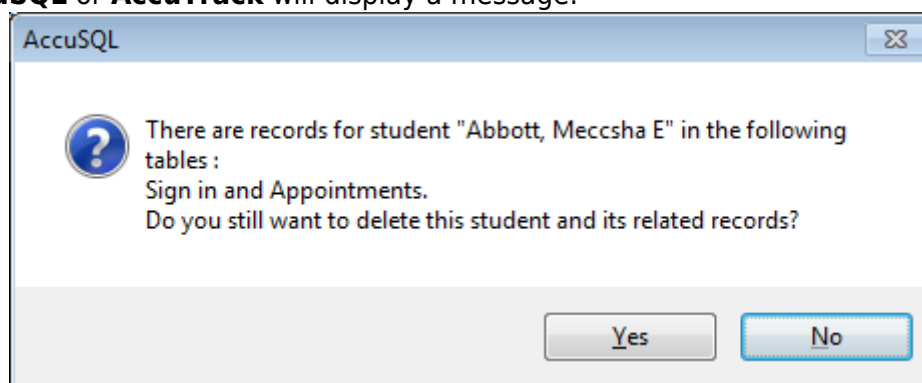 uSQL or AccuTrack will display a message:
AccuSQL
There are records for student "Abbott, Meccsha E" in the following
tables :
Sign in and Appointments.
Do you still want to delete this student and its related records?
Yes
No